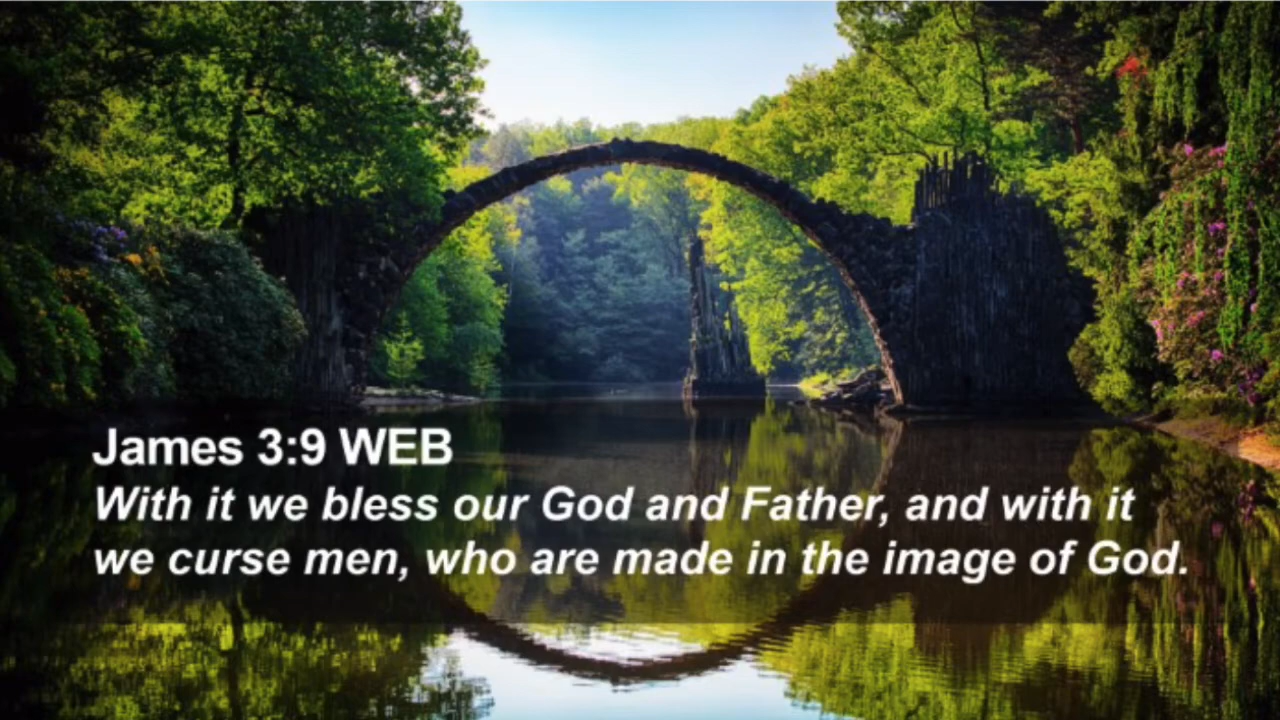 James 3:9 WEB
With it we bless our God and Father, and with it
we curse men, who are made in the image of God.